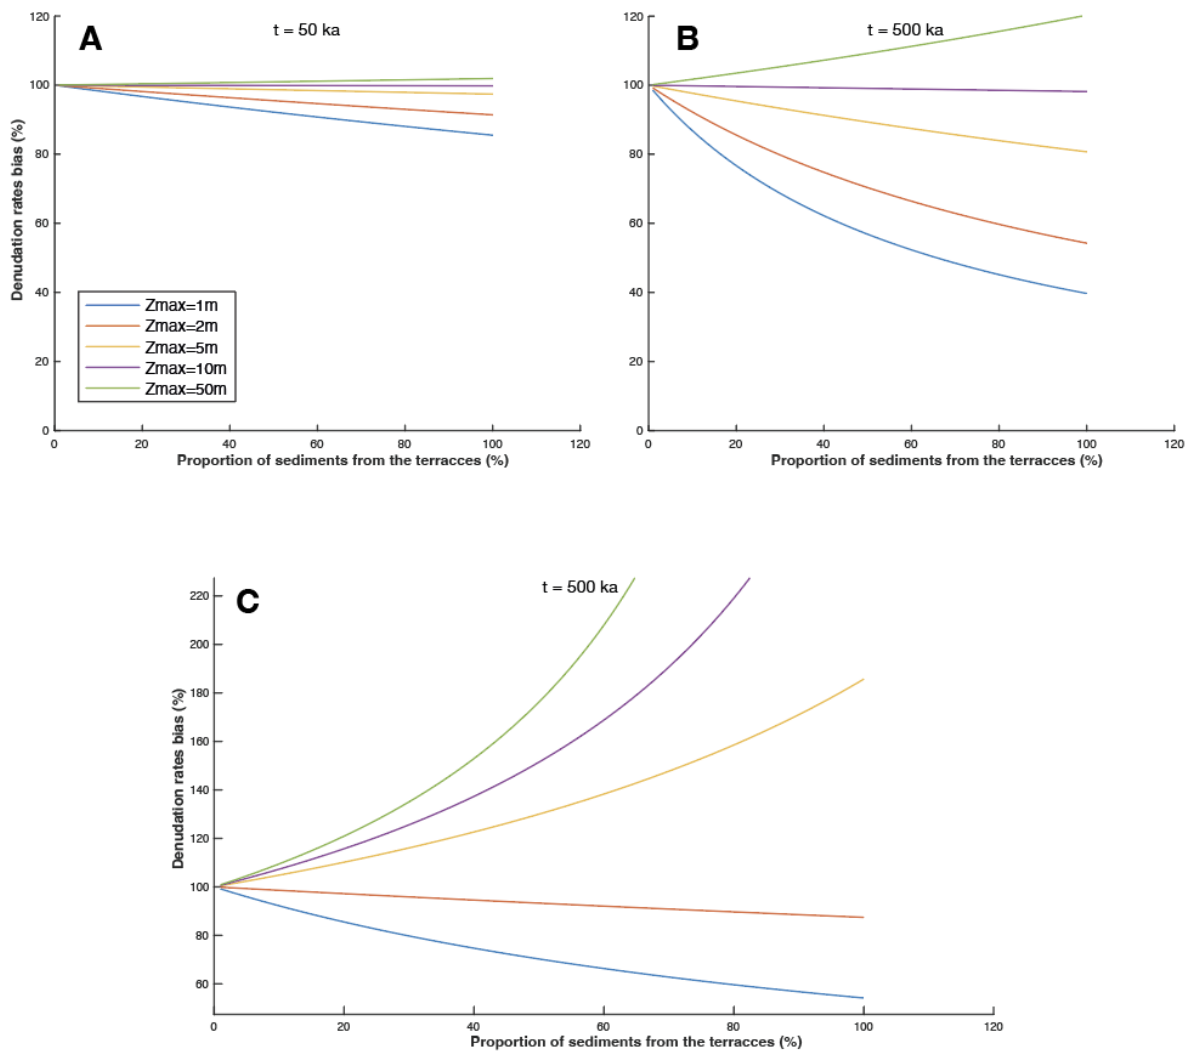 A
t = 50 ka
120
100
80
60
40
20
0
Denudation rates bias (%)
Zmax=1m
Zmax=2m
Zmax=5m
Zmax=10m
Zmax=50m
0 20 40 60 80 100 120
Proportion of sediments from the terracces (%)
B
t = 500 ka
120
100
80
60
40
20
0
0 20 40 60 80 100 120
Proportion of sediments from the terracces (%)
C
t = 500 ka
220
200
180
160
140
120
100
80
60
Denudation rates bias (%)
0 20 40 60 80 100 120
Proportion of sediments from the terracces (%)